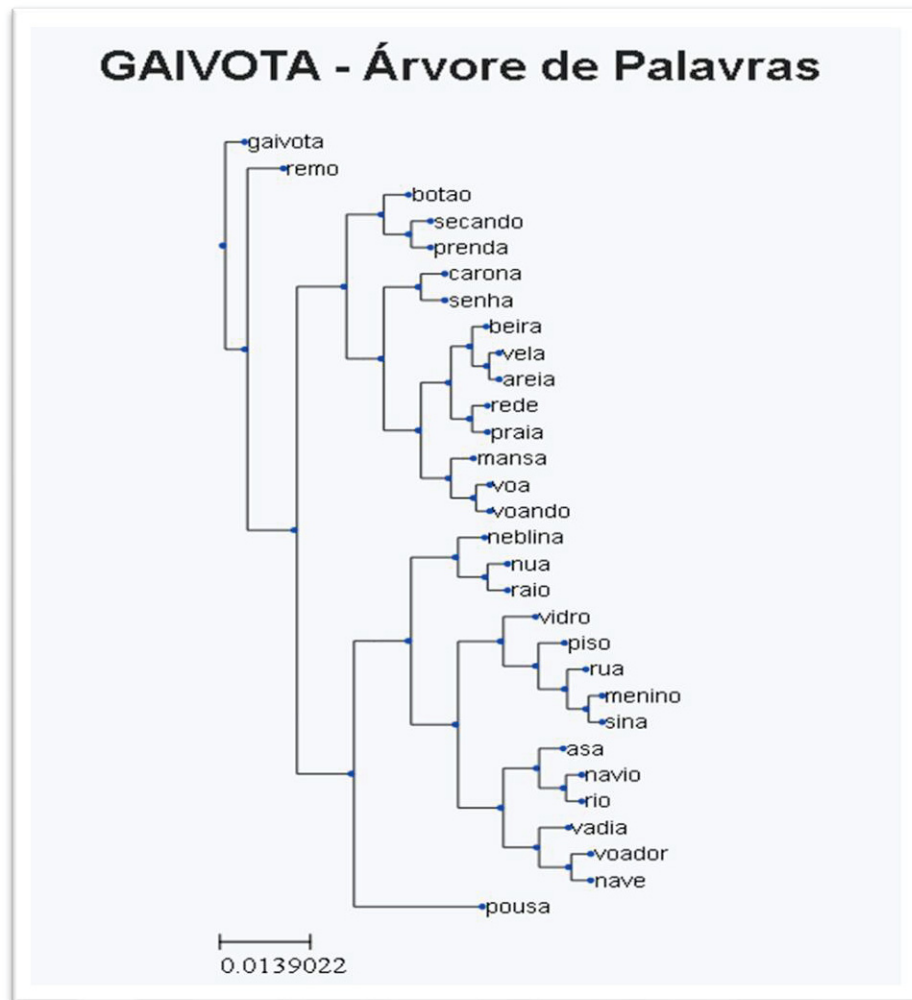 GAIVOTA - Árvore de Palavras
gaivota
remo
botao
secando
prenda
carona
senha
beira
vela
areia
rede
praia
mansa
voa
voando
neblina
nua
raio
vidro
piso
rua
menino
sina
asa
navio
rio
vadia
voador
nave
pousa
0.0139022